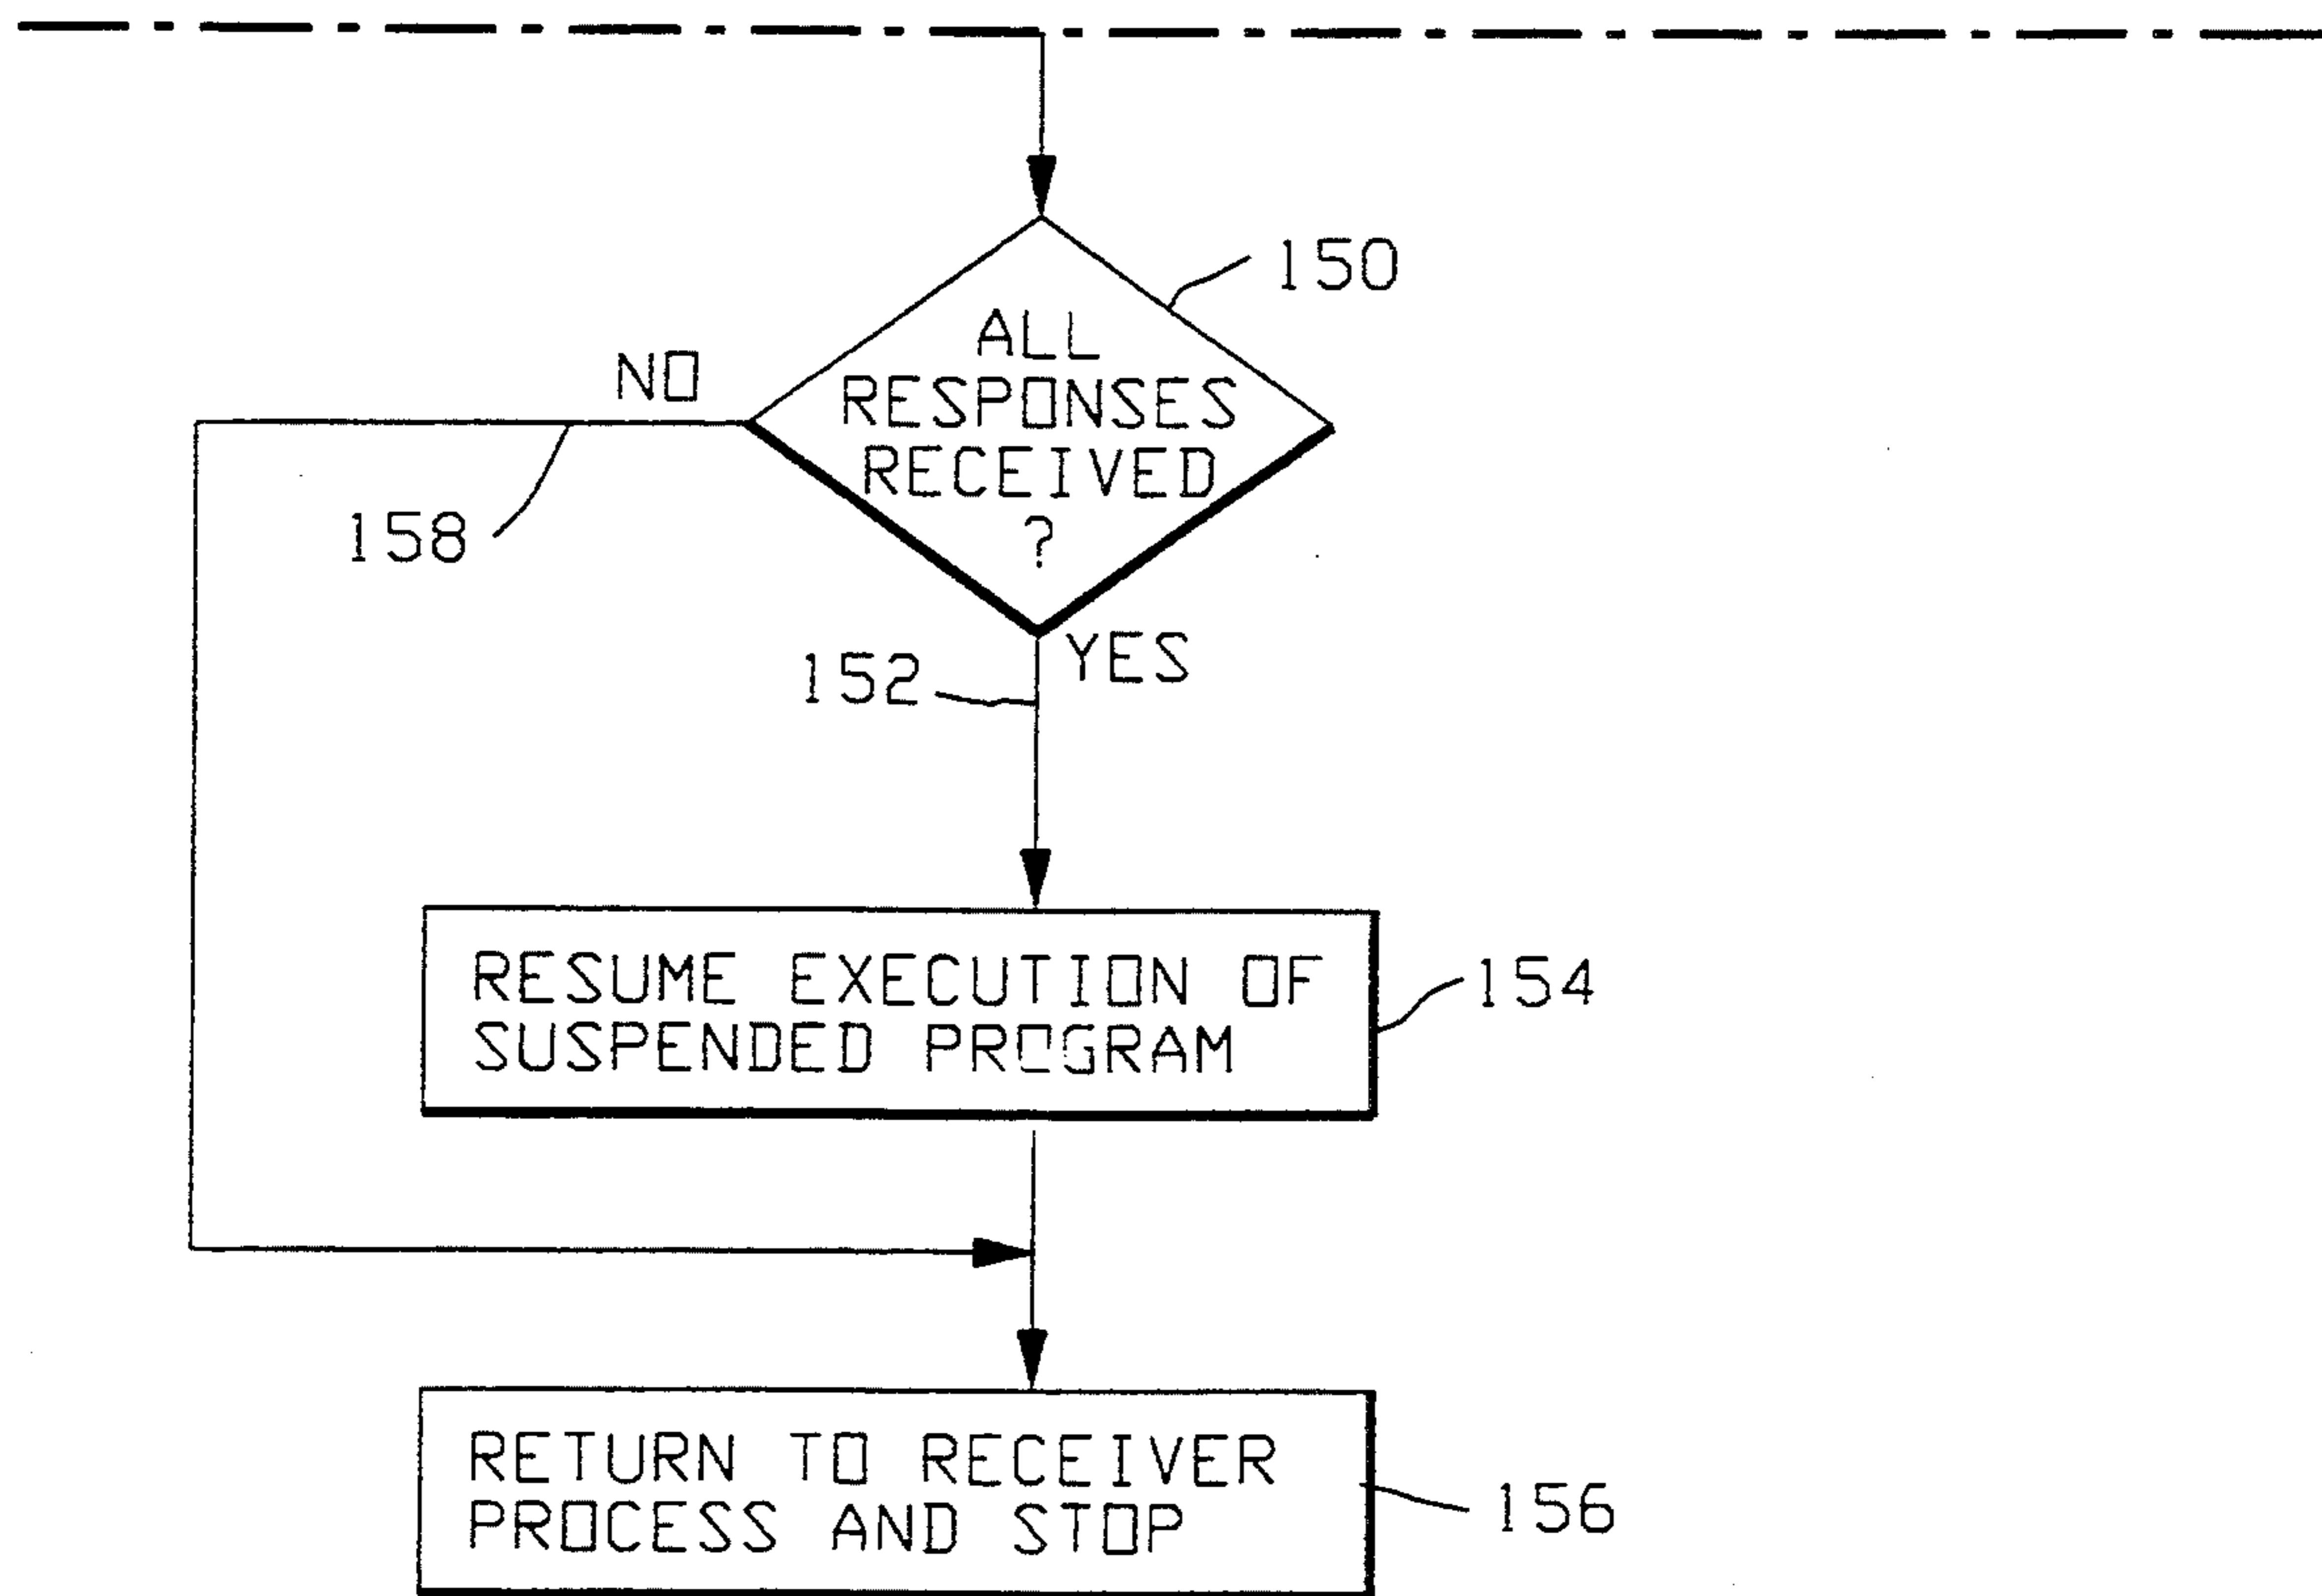 150
ALL
RESPONSES
RECEIVED
?
NO
158
YES
152
RESUME EXECUTION OF
SUSPENDED PROGRAM
154
RETURN TO RECEIVER
PROCESS AND STOP
156